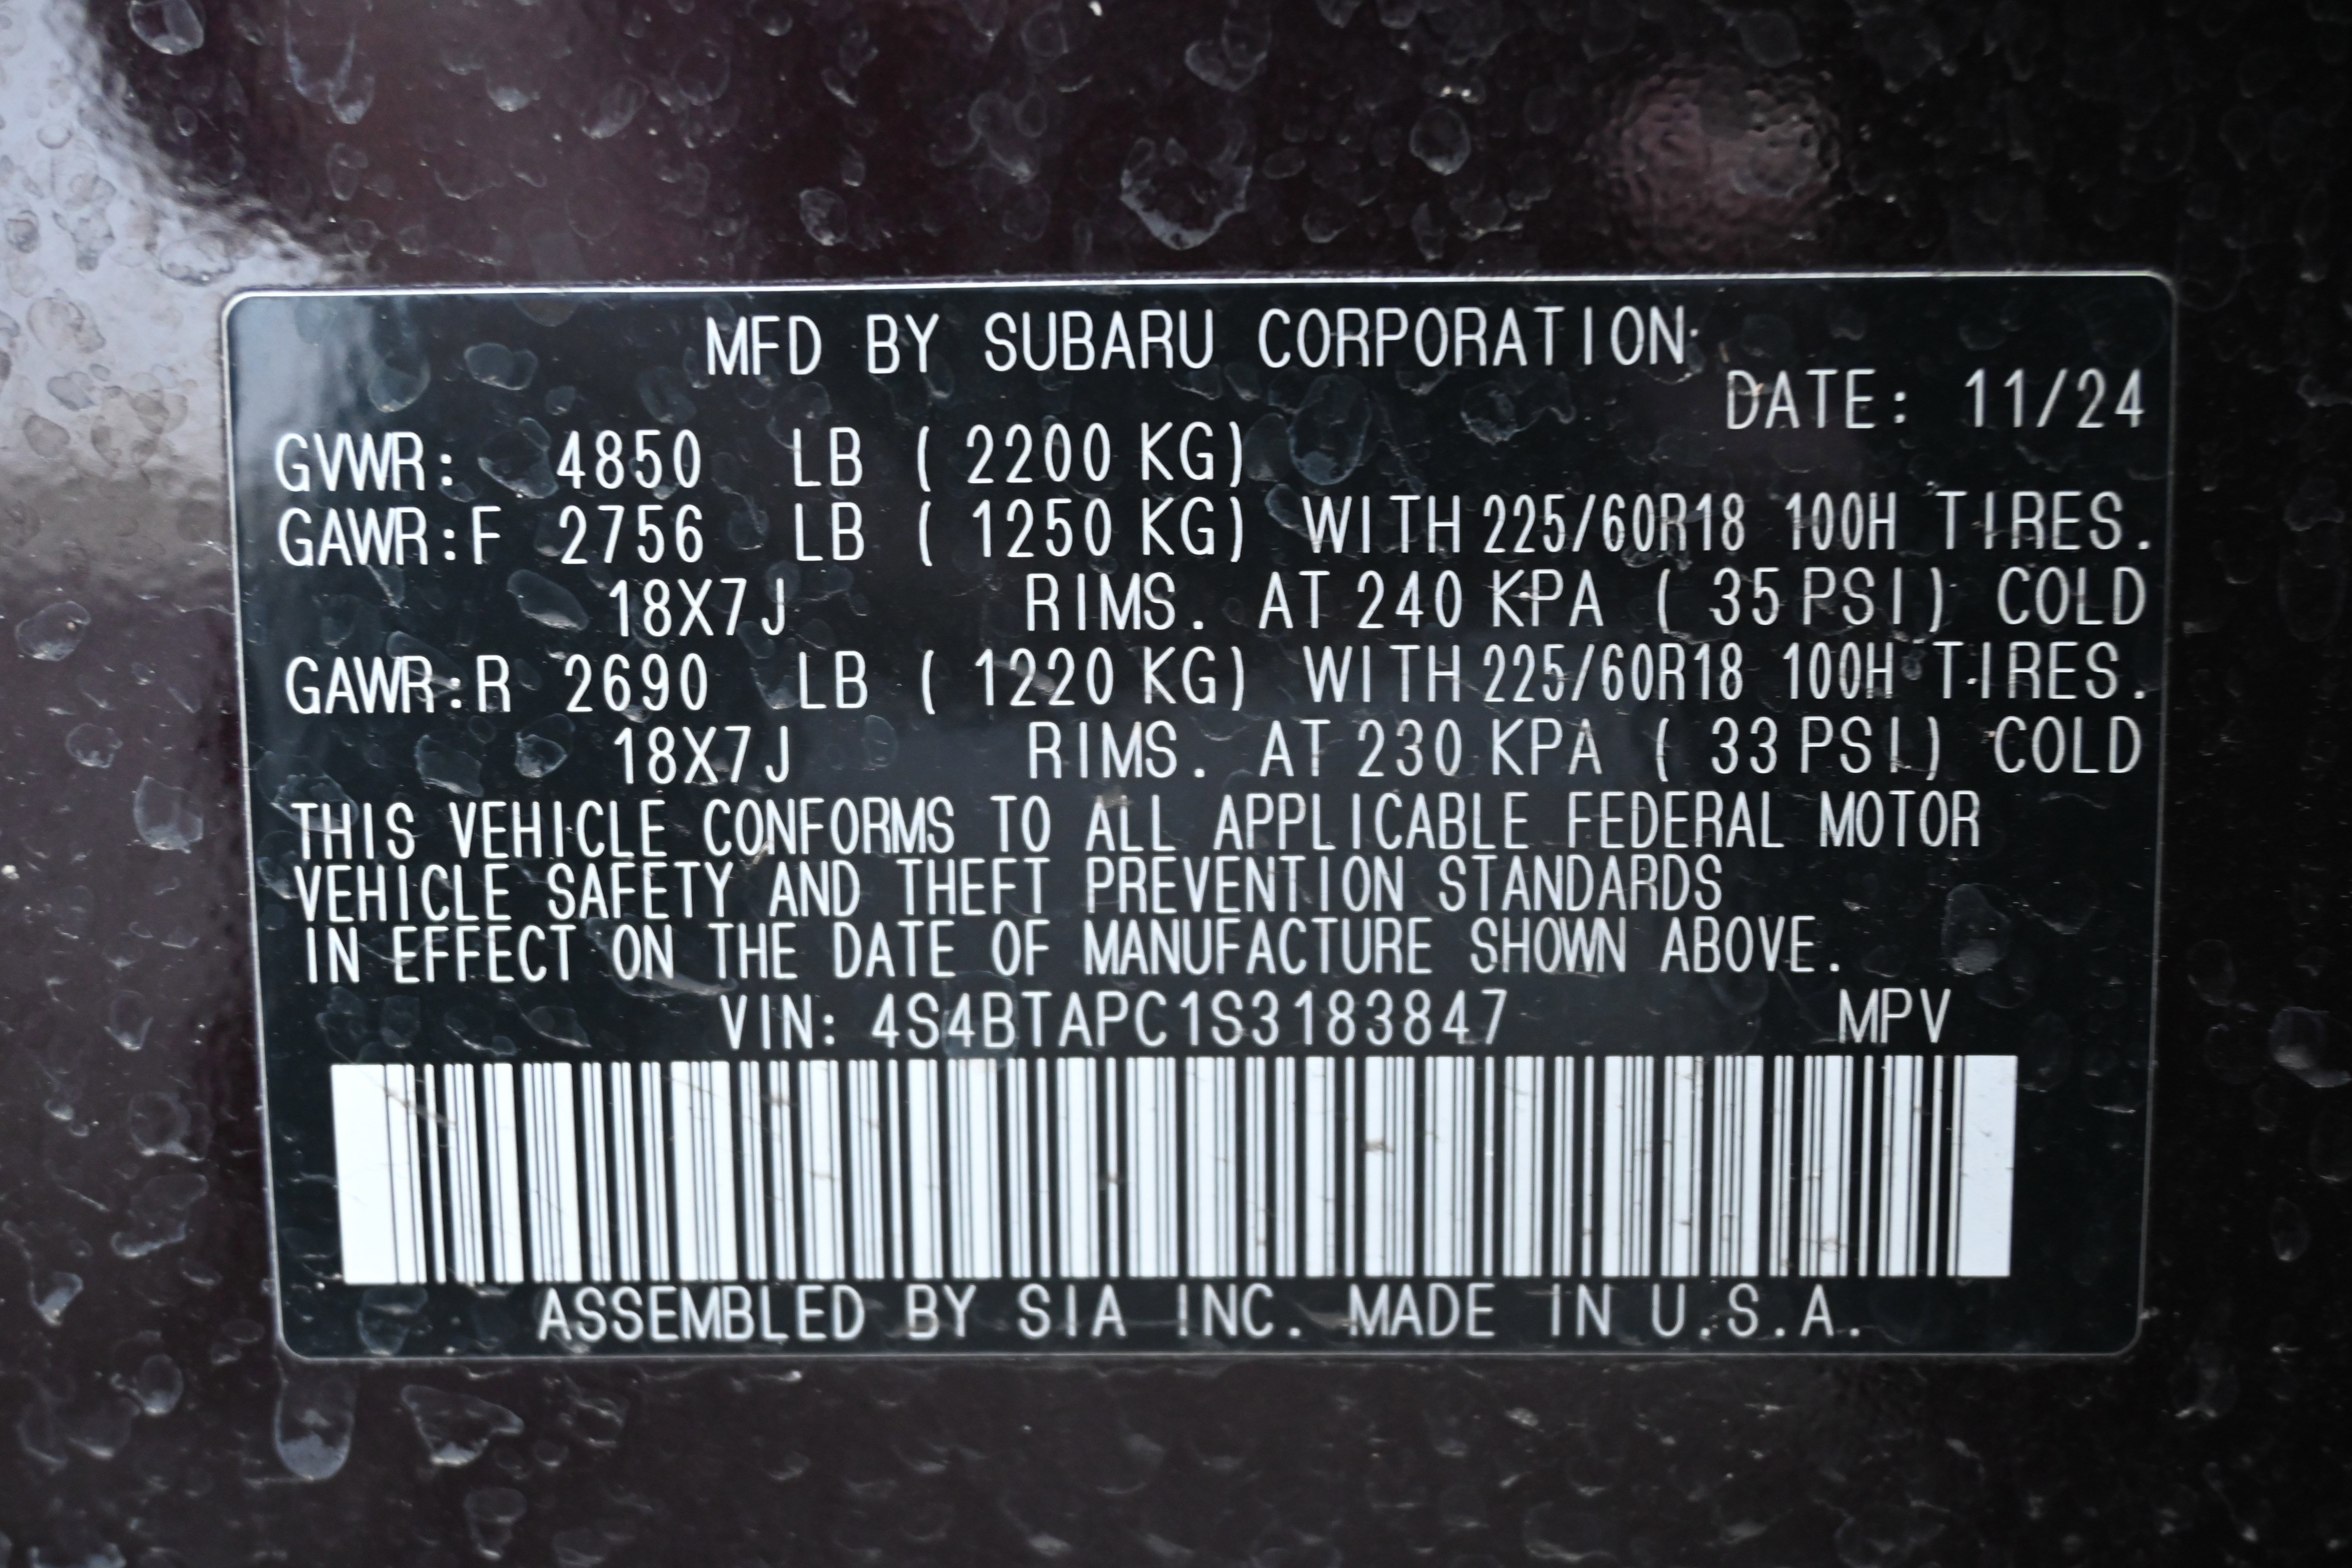 MFD BY SUBARU CORPORATION
DATE: 11/24
GVWR: 4850 LB ( 2200 KG)
GAWR:F 2756 LB ( 1250 KG) WITH 225/60R18 100H TIRES.
18X7J RIMS. AT 240 KPA ( 35 PSI) COLD
GAWR:R 2690 LB ( 1220 KG) WITH 225/60R18 100H TIRES.
18X7J RIMS. AT 230 KPA ( 33 PSI) COLD
THIS VEHICLE CONFORMS TO ALL APPLICABLE FEDERAL MOTOR
VEHICLE SAFETY AND THEFT PREVENTION STANDARDS
IN EFFECT ON THE DATE OF MANUFACTURE SHOWN ABOVE.
VIN: 4S4BTAPC1S3183847 MPV
ASSEMBLED BY SIA INC. MADE IN U.S.A.